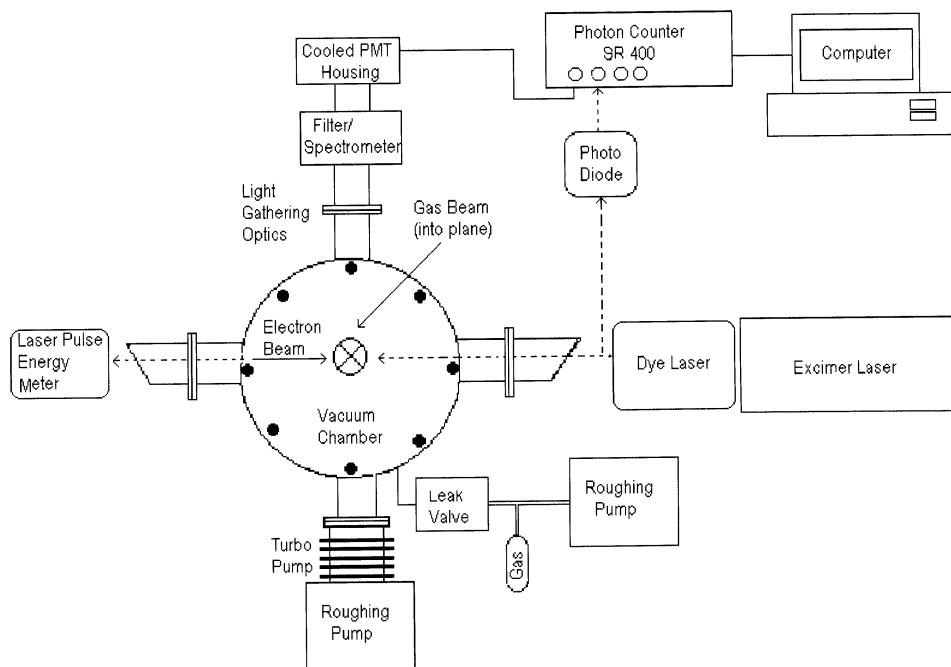 Cooled PMT
Housing
Photon Counter
SR 400
Computer
Filter/
Spectrometer
Photo
Diode
Light
Gathering
Optics
Gas Beam
(into plane)
Electron
Beam
Laser Pulse
Energy
Meter
Dye Laser
Excimer Laser
Vacuum
Chamber
Leak
Valve
Roughing
Pump
Turbo
Pump
Gas
Roughing
Pump